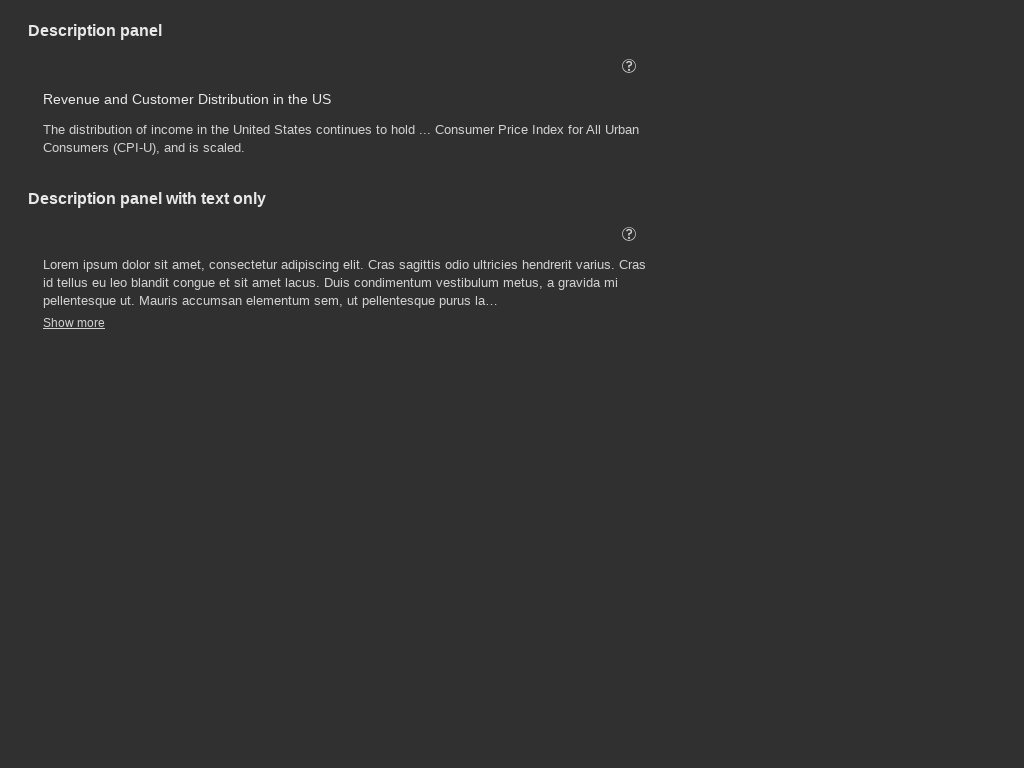 Description panel
Revenue and Customer Distribution in the US
The distribution of income in the United States continues to hold ... Consumer Price Index for All Urban
Consumers (CPI-U), and is scaled.
Description panel with text only
Lorem ipsum dolor sit amet, consectetur adipiscing elit. Cras sagittis odio ultricies hendrerit varius. Cras
id tellus eu leo blandit congue et sit amet lacus. Duis condimentum vestibulum metus, a gravida mi
pellentesque ut. Mauris accumsan elementum sem, ut pellentesque purus la…
Show more